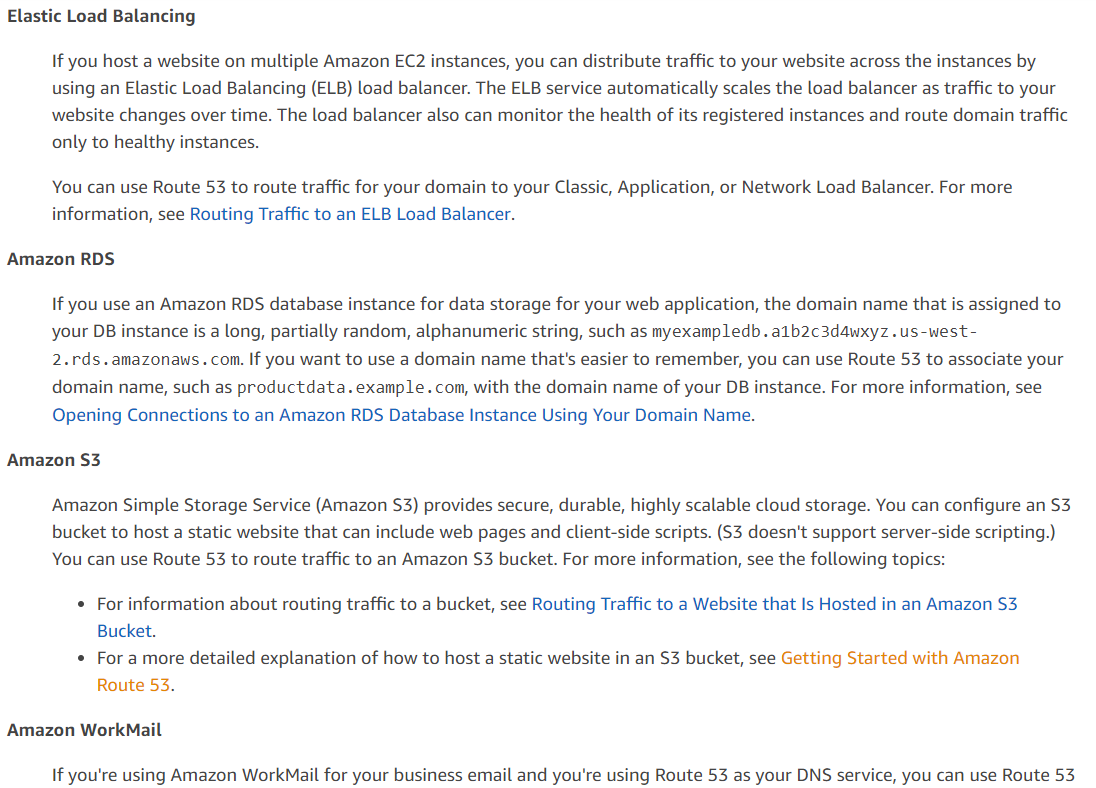 Elastic Load Balancing
If you host a website on multiple Amazon EC2 instances, you can distribute traffic to your website across the instances by
using an Elastic Load Balancing (ELB) load balancer. The ELB service automatically scales the load balancer as traffic to your
website changes over time. The load balancer also can monitor the health of its registered instances and route domain traffic
only to healthy instances.
You can use Route 53 to route traffic for your domain to your Classic, Application, or Network Load Balancer. For more
information, see Routing Traffic to an ELB Load Balancer.
Amazon RDS
If you use an Amazon RDS database instance for data storage for your web application, the domain name that is assigned to
your DB instance is a long, partially random, alphanumeric string, such as myexampledb.a1b2c3d4wxyz.us-west-
2.rds.amazonaws.com. If you want to use a domain name that's easier to remember, you can use Route 53 to associate your
domain name, such as productdata.example.com, with the domain name of your DB instance. For more information, see
Opening Connections to an Amazon RDS Database Instance Using Your Domain Name.
Amazon S3
Amazon Simple Storage Service (Amazon S3) provides secure, durable, highly scalable cloud storage. You can configure an S3
bucket to host a static website that can include web pages and client-side scripts. (S3 doesn't support server-side scripting.)
You can use Route 53 to route traffic to an Amazon S3 bucket. For more information, see the following topics:
• For information about routing traffic to a bucket, see Routing Traffic to a Website that Is Hosted in an Amazon S3
Bucket.
• For a more detailed explanation of how to host a static website in an S3 bucket, see Getting Started with Amazon
Route 53.
Amazon WorkMail
If you're using Amazon WorkMail for your business email and you're using Route 53 as your DNS service, you can use Route 53